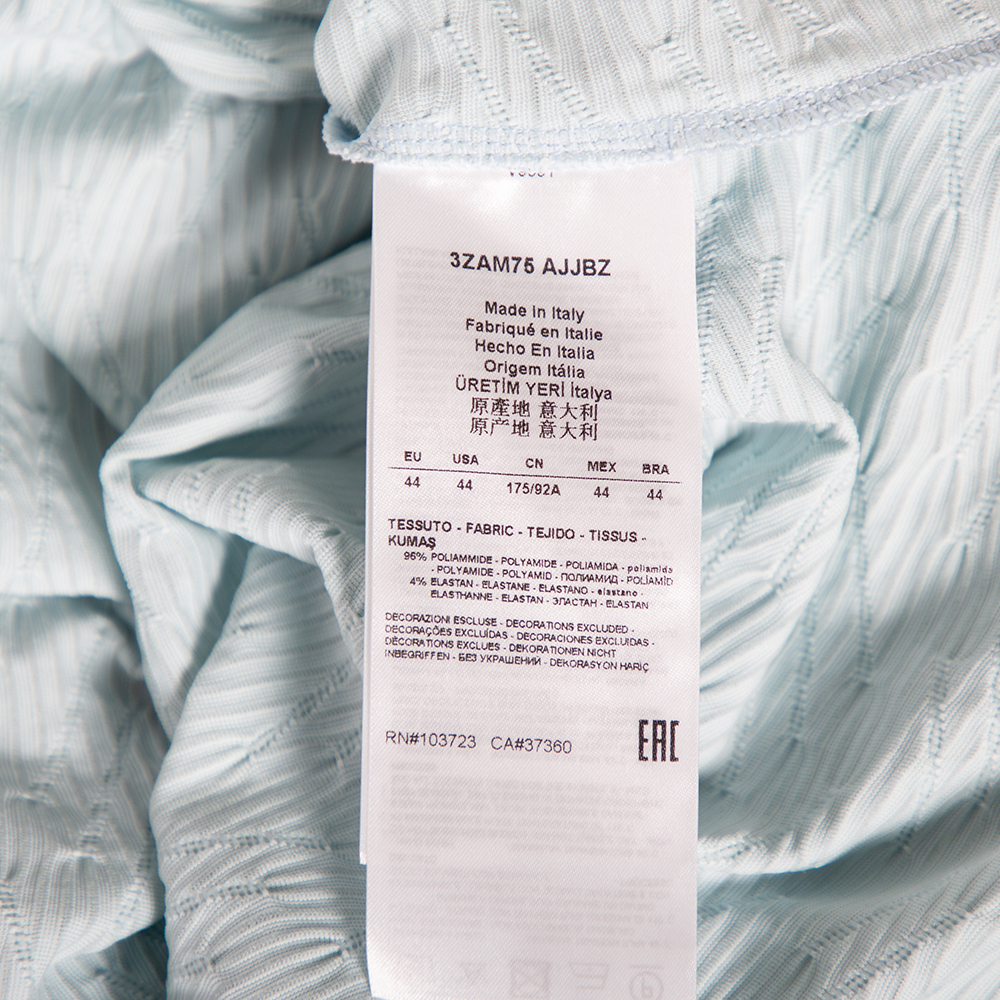 3ZAM75 AJJBZ
Made in Italy
Fabriqué en Italie
Hecho En Italia
Origem Itália
ÜRETİM YERİ İtalya
原產地 意大利
原产地 意大利
EU USA CN MEX BRA
44 44 175/92A 44 44
TESSUTO - FABRIC - TEJIDO - TISSUS -
KUMAŞ
96% POLIAMMIDE - POLYAMIDE - POLIAMIDA - poliamida
- POLYAMIDE - POLYAMID - ПОЛИАМИД - POLİAMİD
4% ELASTAN - ELASTANE - ELASTANO - elastano -
ELASTHANNE - ELASTAN - ЭЛАСТАН - ELASTAN
DECORAZIONI ESCLUSE - DECORATIONS EXCLUDED -
DECORAÇÕES EXCLUÍDAS - DECORACIONES EXCLUIDAS -
DÉCORATIONS EXCLUES - DEKORATIONEN NICHT
INBEGRIFFEN - БЕЗ УКРАШЕНИЙ - DEKORASYON HARİÇ
RN#103723 CA#37360
EAC